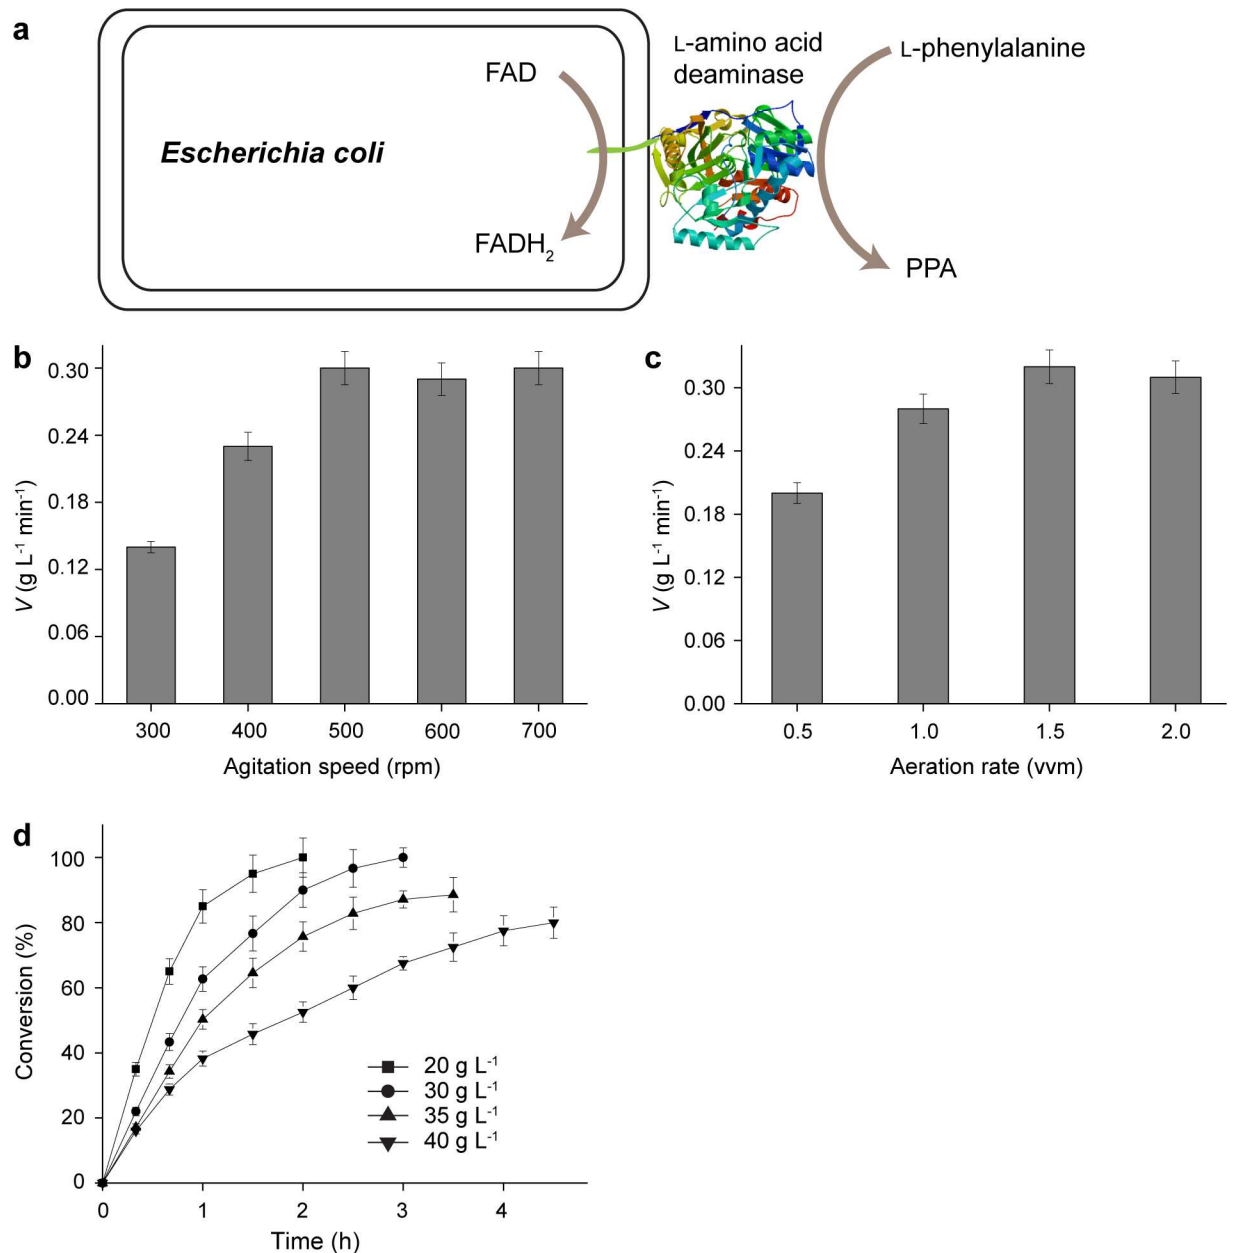 a
Escherichia coli
FAD
FADH₂
L-amino acid
deaminase
L-phenylalanine
PPA
b
V (g L⁻¹ min⁻¹)
0.30
0.24
0.18
0.12
0.06
0.00
300 400 500 600 700
Agitation speed (rpm)
c
V (g L⁻¹ min⁻¹)
0.30
0.24
0.18
0.12
0.06
0.00
0.5 1.0 1.5 2.0
Aeration rate (vvm)
d
Conversion (%)
100
80
60
40
20
0
20 g L⁻¹
30 g L⁻¹
35 g L⁻¹
40 g L⁻¹
0 1 2 3 4
Time (h)